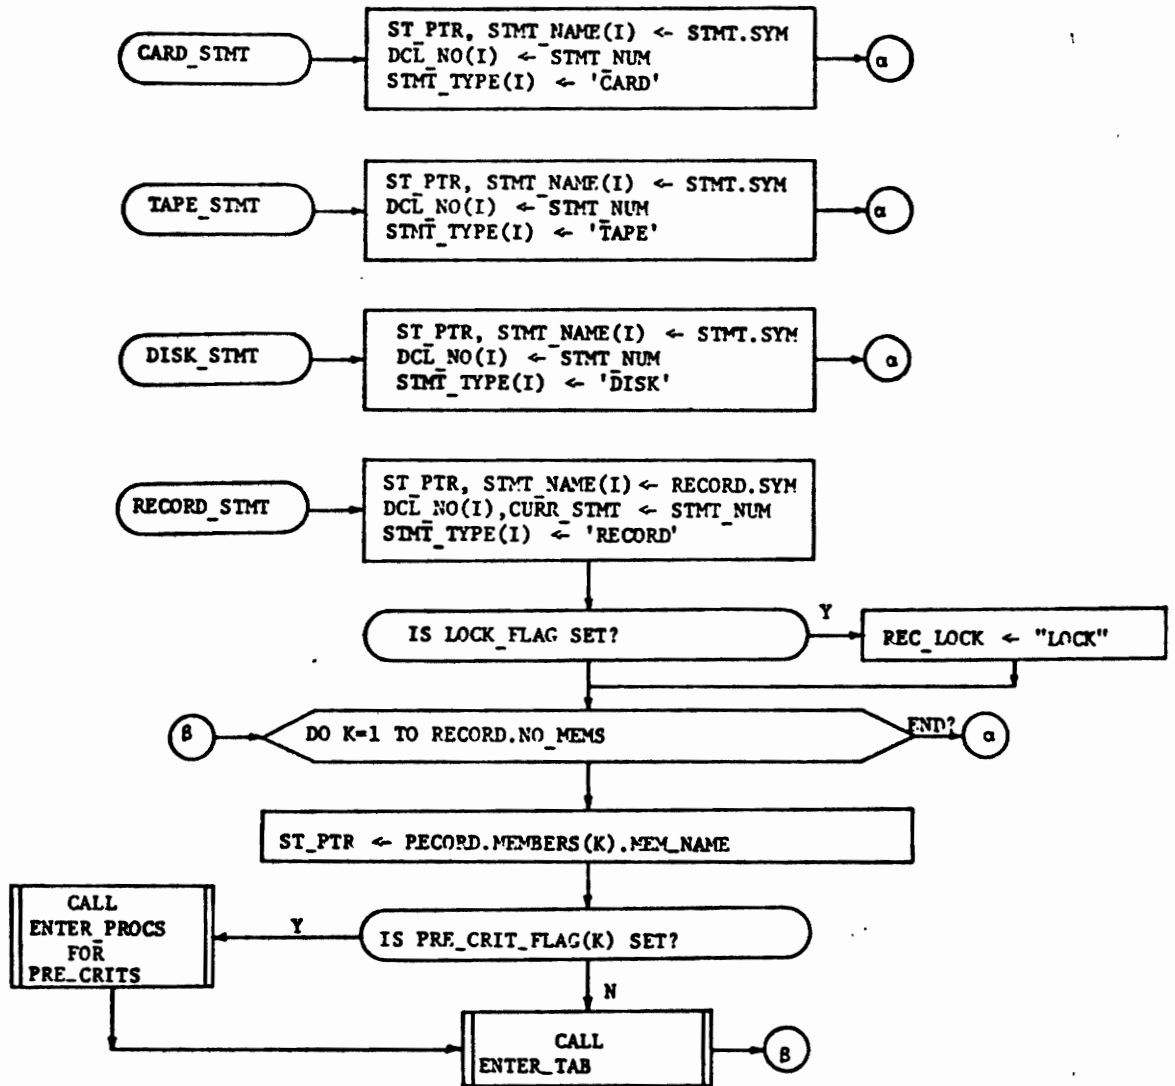 CARD_STMT
ST_PTR, STMT_NAME(I) <- STMT.SYM
DCL_NO(I) <- STMT_NUM
STMT_TYPE(I) <- 'CARD'
α
TAPE_STMT
ST_PTR, STMT_NAME(I) <- STMT.SYM
DCL_NO(I) <- STMT_NUM
STMT_TYPE(I) <- 'TAPE'
α
DISK_STMT
ST_PTR, STMT_NAME(I) <- STMT.SYM
DCL_NO(I) <- STMT_NUM
STMT_TYPE(I) <- 'DISK'
α
RECORD_STMT
ST_PTR, STMT_NAME(I) <- RECORD.SYM
DCL_NO(I),CURR_STMT <- STMT_NUM
STMT_TYPE(I) <- 'RECORD'
IS LOCK_FLAG SET?
Y
REC_LOCK <- "LOCK"
β
DO K=1 TO RECORD.NO_MEMS
END?
α
ST_PTR <- RECORD.MEMBERS(K).MEM_NAME
CALL
ENTER_PROCS
FOR
PRE_CRITS
Y
IS PRE_CRIT_FLAG(K) SET?
N
CALL
ENTER_TAB
β